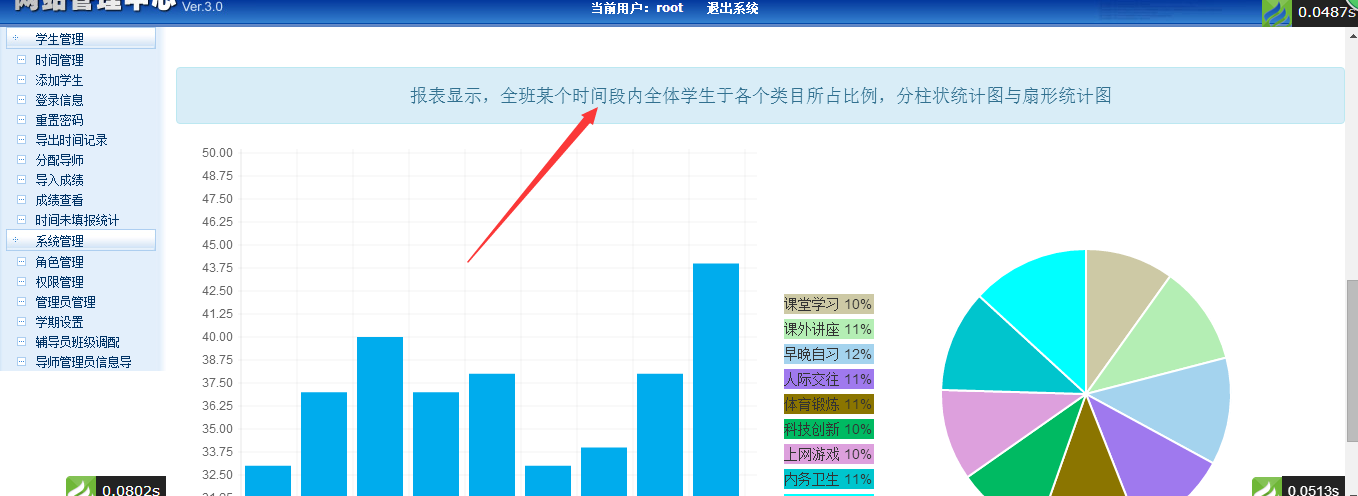 网络管理中心 Ver.3.0
当前用户：root 退出系统
0.0487s
学生管理
时间管理
添加学生
登录信息
重置密码
导出时间记录
分配导师
导入成绩
成绩查看
时间未填报统计
系统管理
角色管理
权限管理
管理员管理
学期设置
辅导员班级调配
导师管理员信息导
报表显示，全班某个时间段内全体学生于各个类目所占比例，分柱状统计图与扇形统计图
50.00
48.75
47.50
46.25
45.00
43.75
42.50
41.25
40.00
38.75
37.50
36.25
35.00
33.75
32.50
课堂学习 10%
课外讲座 11%
早晚自习 12%
人际交往 11%
体育锻炼 11%
科技创新 10%
上网游戏 10%
内务卫生 11%
0.0802s
0.0513s